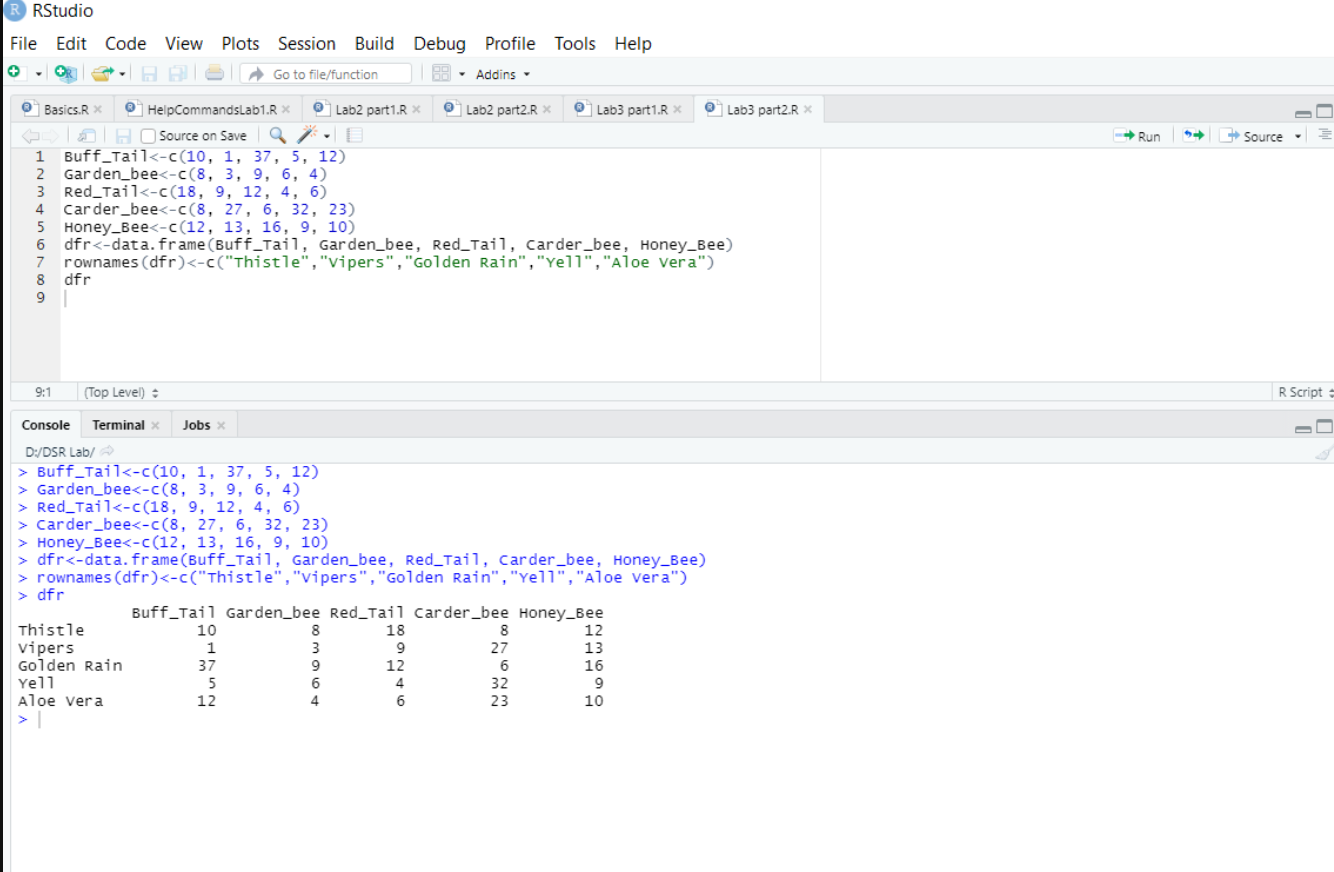 RStudio
File Edit Code View Plots Session Build Debug Profile Tools Help
Go to file/function Addins
Basics.R HelpCommandsLab1.R Lab2 part1.R Lab2 part2.R Lab3 part1.R Lab3 part2.R
Source on Save Run Source
1 Buff_Tail<-c(10, 1, 37, 5, 12)
2 Garden_bee<-c(8, 3, 9, 6, 4)
3 Red_Tail<-c(18, 9, 12, 4, 6)
4 Carder_bee<-c(8, 27, 6, 32, 23)
5 Honey_Bee<-c(12, 13, 16, 9, 10)
6 dfr<-data.frame(Buff_Tail, Garden_bee, Red_Tail, Carder_bee, Honey_Bee)
7 rownames(dfr)<-c("Thistle","Vipers","Golden Rain","Yell","Aloe Vera")
8 dfr
9
9:1 (Top Level) R Script
Console Terminal Jobs
D:/DSR Lab/
> Buff_Tail<-c(10, 1, 37, 5, 12)
> Garden_bee<-c(8, 3, 9, 6, 4)
> Red_Tail<-c(18, 9, 12, 4, 6)
> Carder_bee<-c(8, 27, 6, 32, 23)
> Honey_Bee<-c(12, 13, 16, 9, 10)
> dfr<-data.frame(Buff_Tail, Garden_bee, Red_Tail, Carder_bee, Honey_Bee)
> rownames(dfr)<-c("Thistle","Vipers","Golden Rain","Yell","Aloe Vera")
> dfr
Buff_Tail Garden_bee Red_Tail Carder_bee Honey_Bee
Thistle 10 8 18 8 12
Vipers 1 3 9 27 13
Golden Rain 37 9 12 6 16
Yell 5 6 4 32 9
Aloe Vera 12 4 6 23 10
>